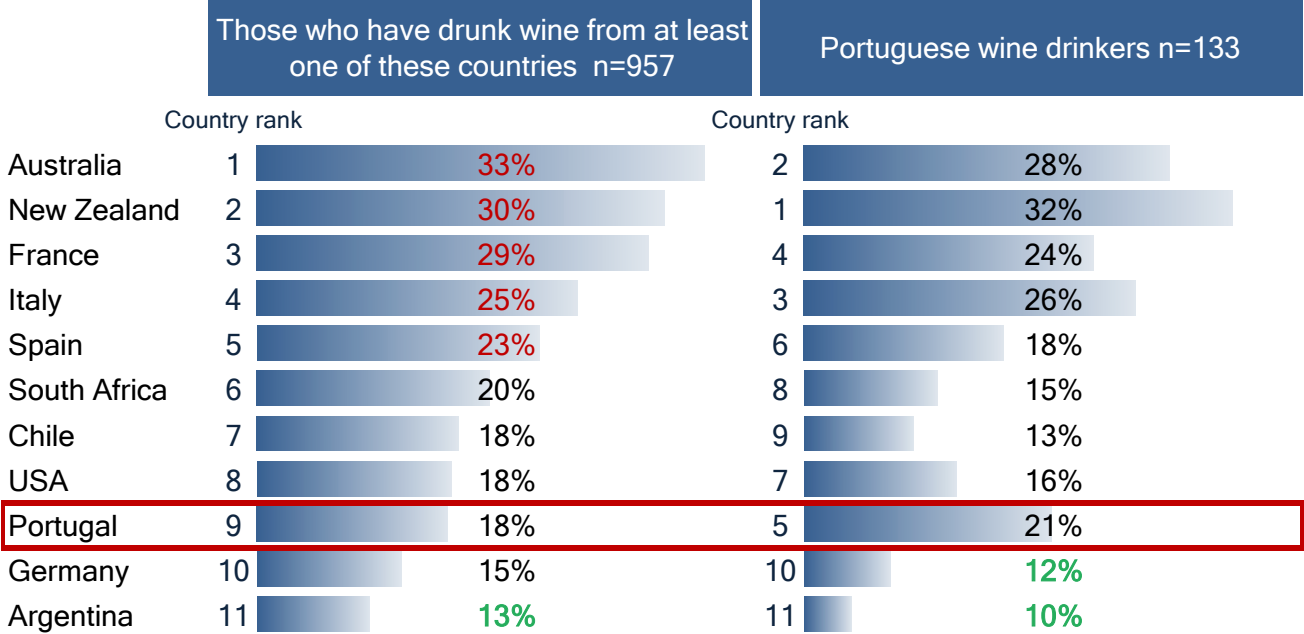 Those who have drunk wine from at least
one of these countries n=957
Portuguese wine drinkers n=133
Country rank Country rank
Australia 1 33% 2 28%
New Zealand 2 30% 1 32%
France 3 29% 4 24%
Italy 4 25% 3 26%
Spain 5 23% 6 18%
South Africa 6 20% 8 15%
Chile 7 18% 9 13%
USA 8 18% 7 16%
Portugal 9 18% 5 21%
Germany 10 15% 10 12%
Argentina 11 13% 11 10%